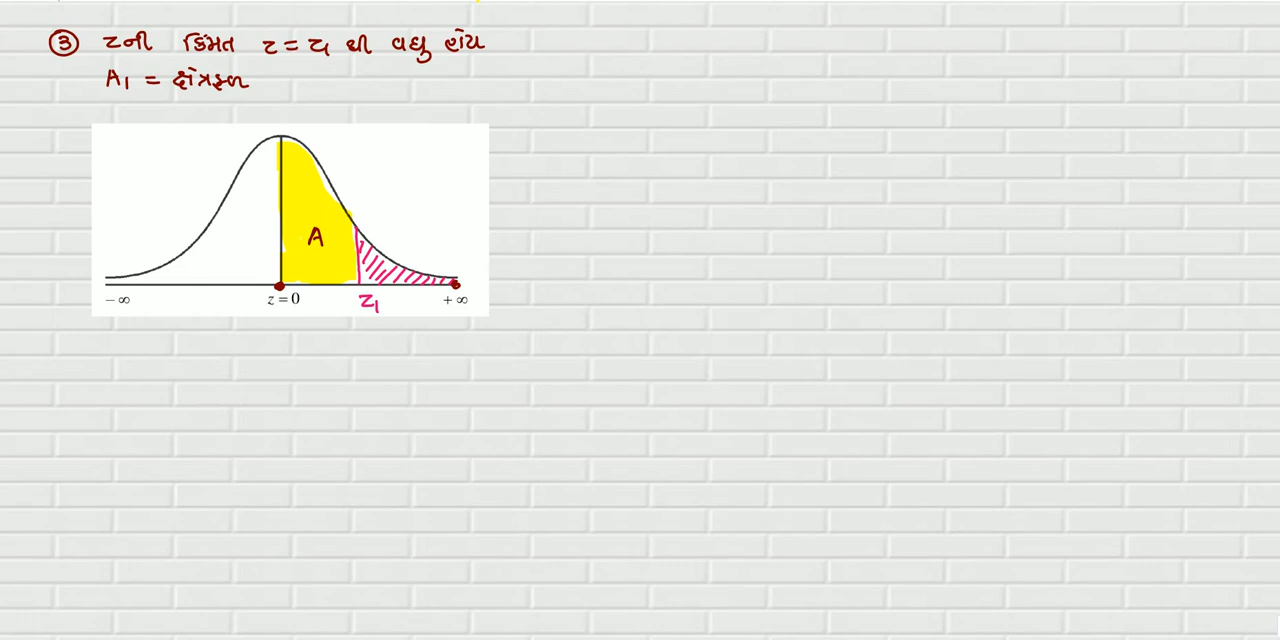 ③ zની કિંમત z = z₁ થી વધુ હોય
A₁ = ક્ષેત્રફળ
A
– ∞ z = 0 z₁ + ∞